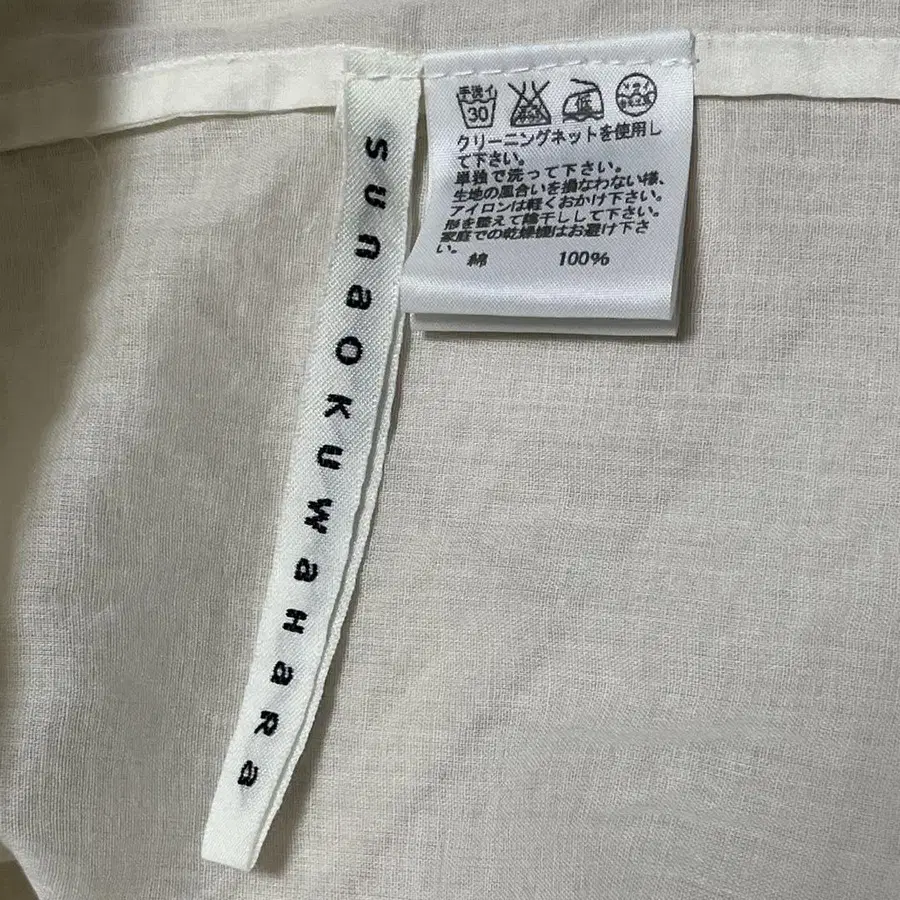 sunaoKuwaHaRa
手洗イ
30
低
クリーニングネットを使用し
て下さい。
単独で洗って下さい。
生地の風合いを損なわない様、
アイロンは軽くおかけ下さい。
形を整えて陰干しして下さい。
家庭での乾燥機はお避け下さ
い。
綿 100%